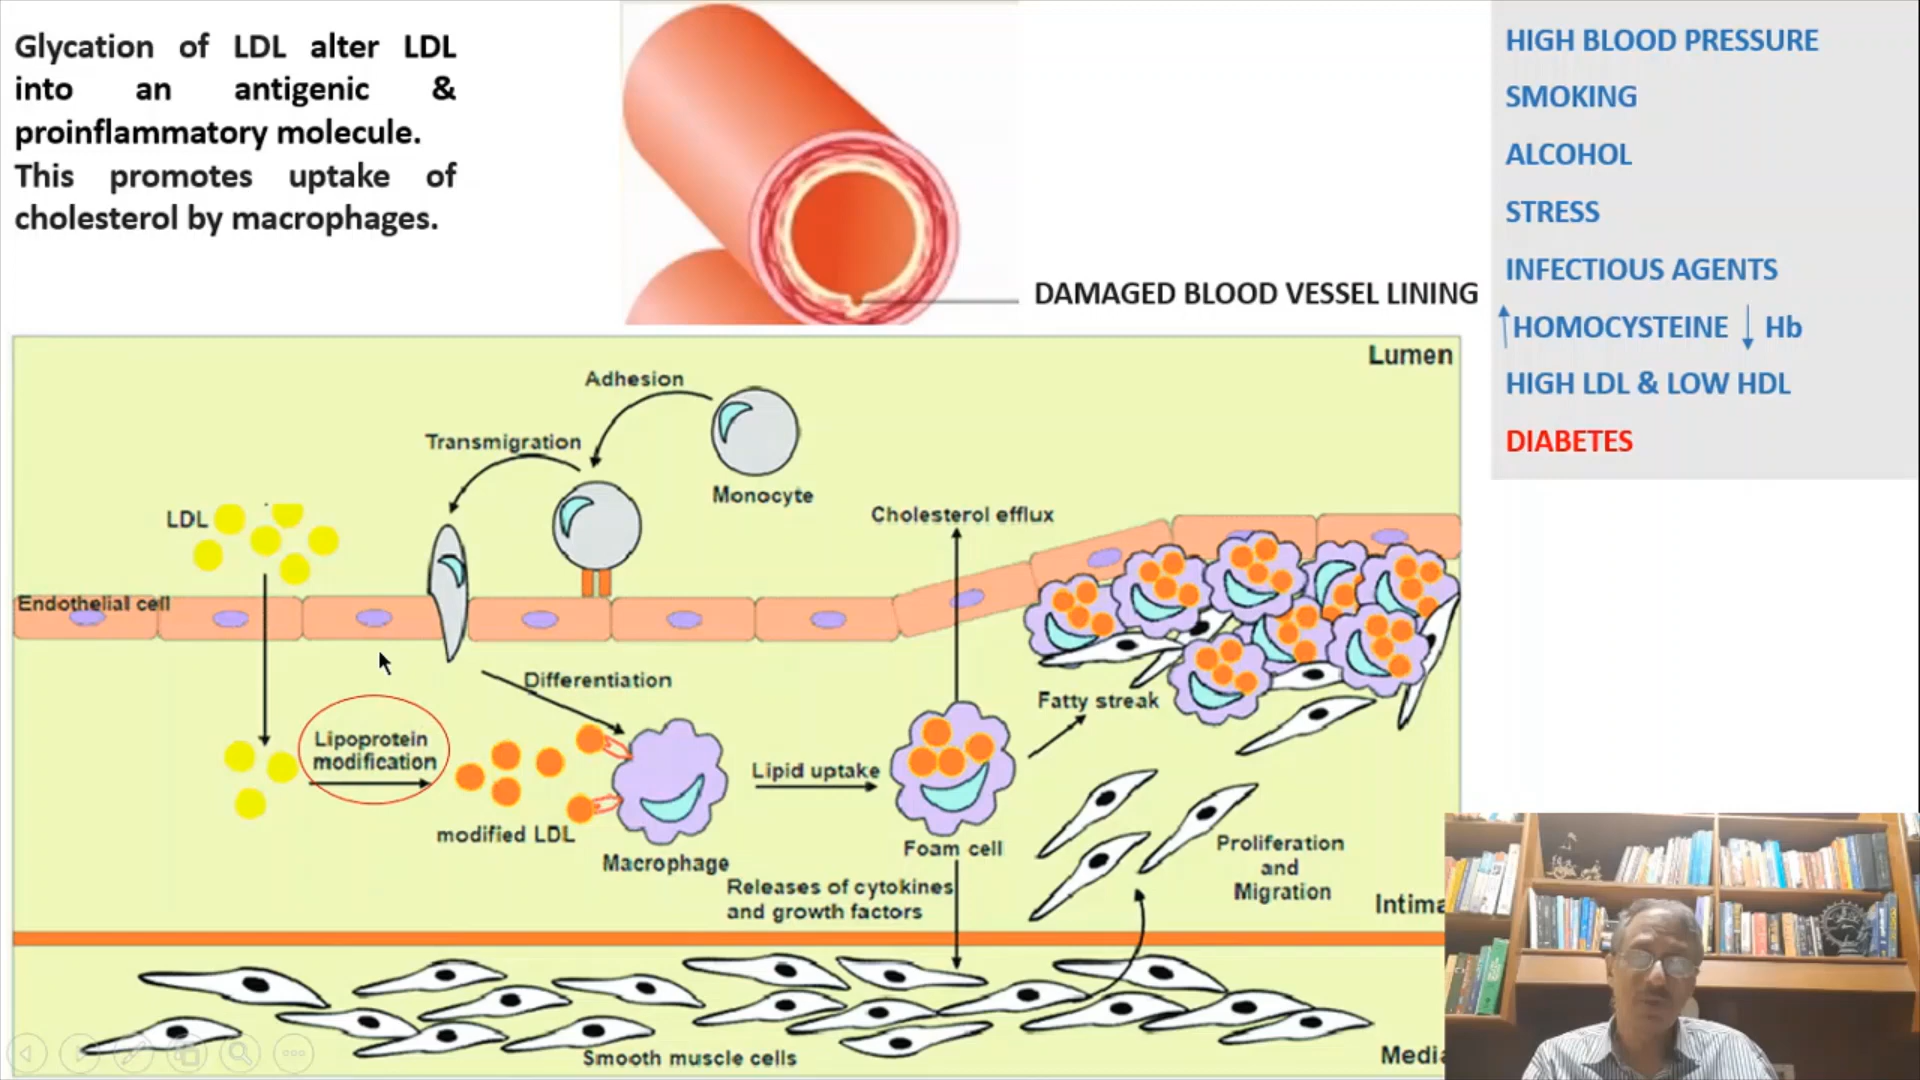 Glycation of LDL alter LDL
into an antigenic &
proinflammatory molecule.
This promotes uptake of
cholesterol by macrophages.
DAMAGED BLOOD VESSEL LINING
HIGH BLOOD PRESSURE
SMOKING
ALCOHOL
STRESS
INFECTIOUS AGENTS
↑HOMOCYSTEINE ↓ Hb
HIGH LDL & LOW HDL
DIABETES
Lumen
Adhesion
Transmigration
Monocyte
LDL
Cholesterol efflux
Endothelial cell
Differentiation
Fatty streak
Lipoprotein
modification
Lipid uptake
modified LDL
Macrophage
Foam cell
Releases of cytokines
and growth factors
Proliferation
and
Migration
Intima
Smooth muscle cells
Media